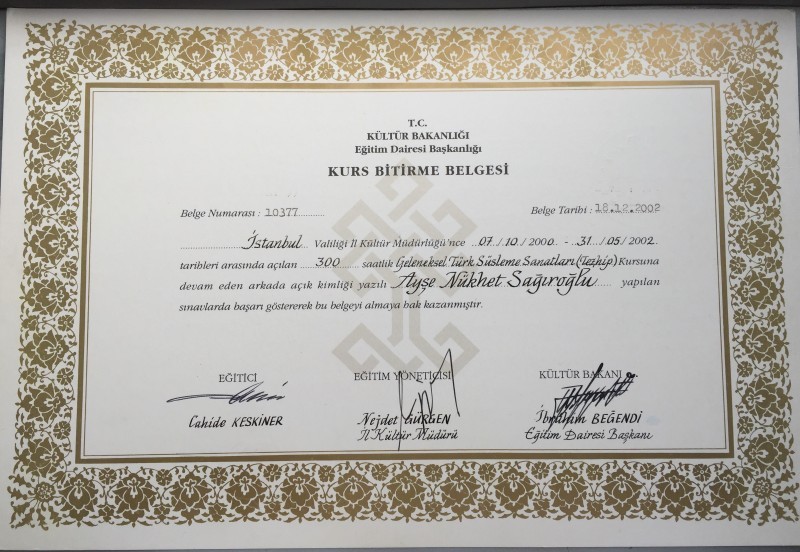 T.C.
KÜLTÜR BAKANLIĞI
Eğitim Dairesi Başkanlığı
KURS BİTİRME BELGESİ
Belge Numarası : 10377
Belge Tarihi : 18.12.2002
İstanbul Valiliği İl Kültür Müdürlüğü'nce 07/10/2000 - 31/05/2002
tarihleri arasında açılan 300 saatlik Geleneksel Türk Süsleme Sanatları (Tezhip) Kursuna
devam eden arkada açık kimliği yazılı Ayşe Nükhet Sağıroğlu yapılan
sınavlarda başarı göstererek bu belgeyi almaya hak kazanmıştır.
EĞİTİCİ EĞİTİM YÖNETİCİSİ KÜLTÜR BAKANI
Cahide KESKİNER Nejdet GÜRGEN İbrahim BEĞENDİ
İl Kültür Müdürü Eğitim Dairesi Başkanı